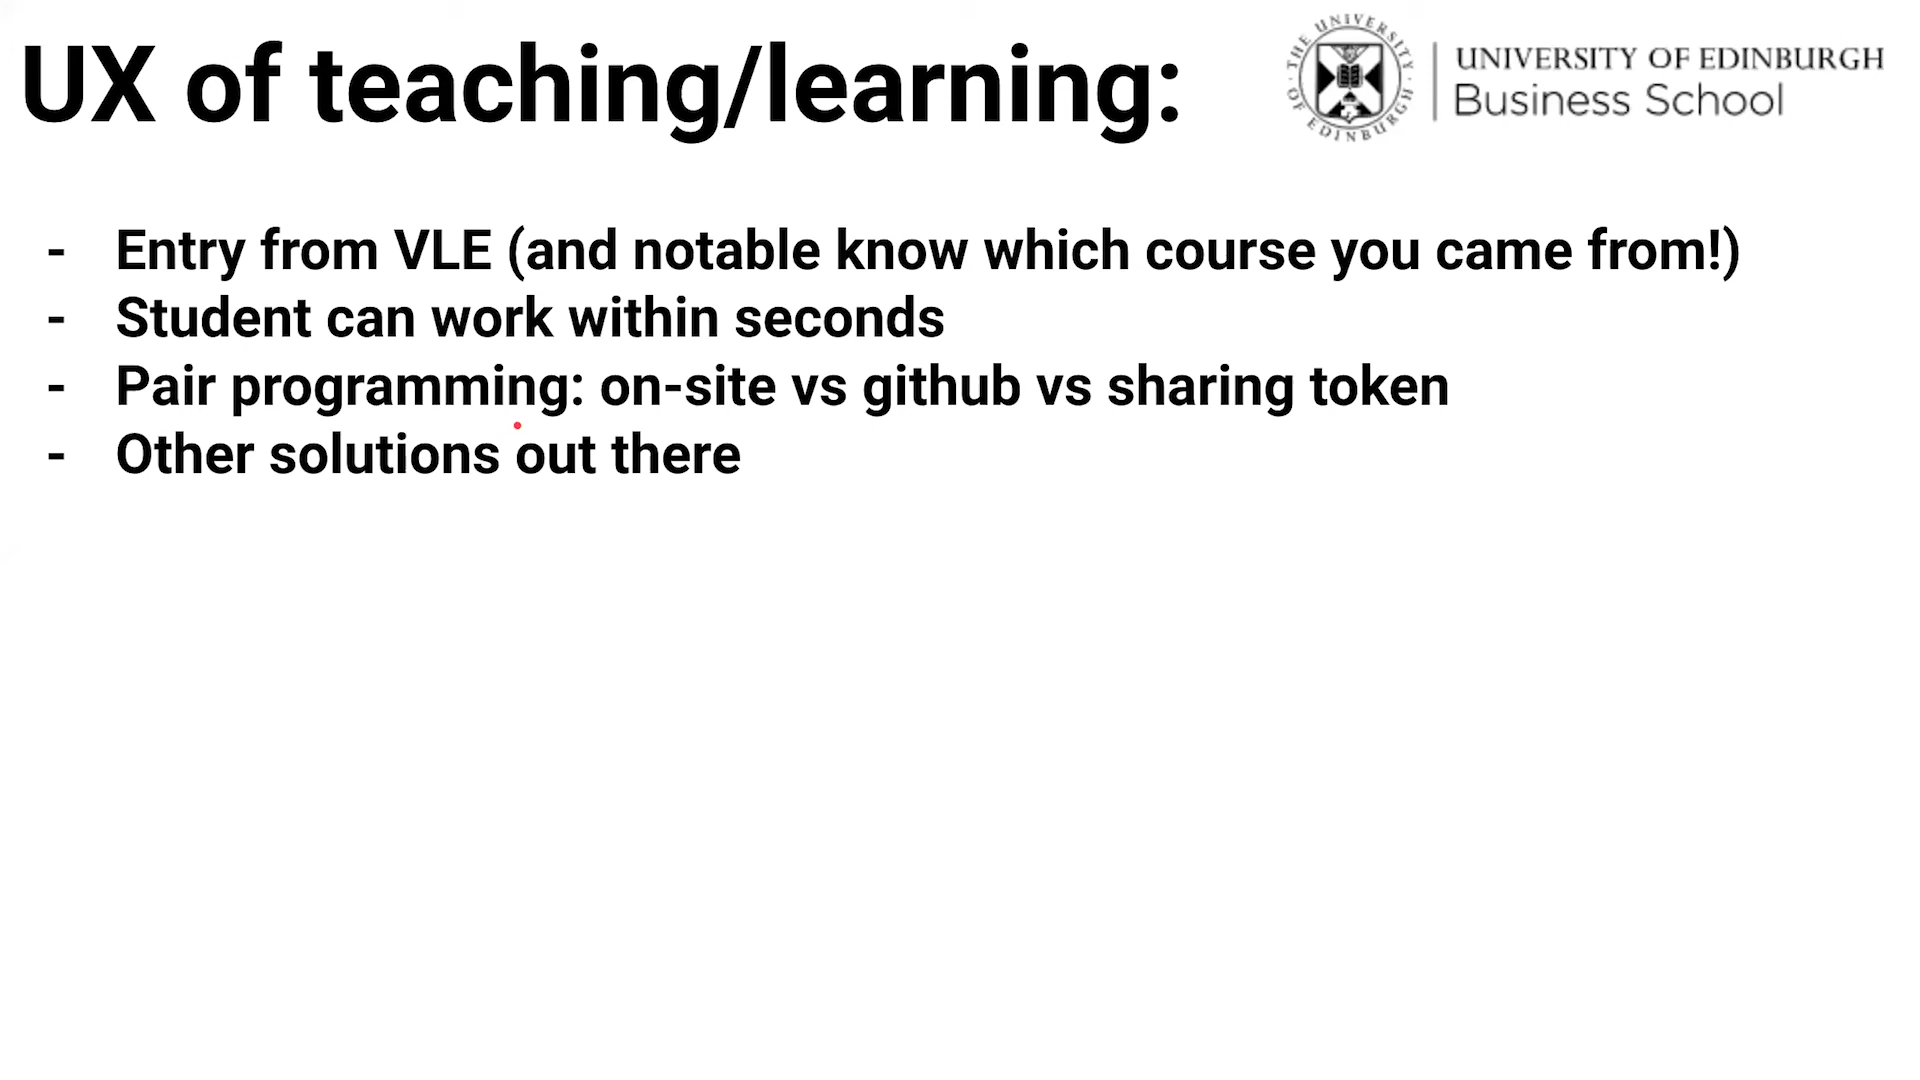 UX of teaching/learning:
THE UNIVERSITY OF EDINBURGH
UNIVERSITY OF EDINBURGH
Business School
- Entry from VLE (and notable know which course you came from!)
- Student can work within seconds
- Pair programming: on-site vs github vs sharing token
- Other solutions out there